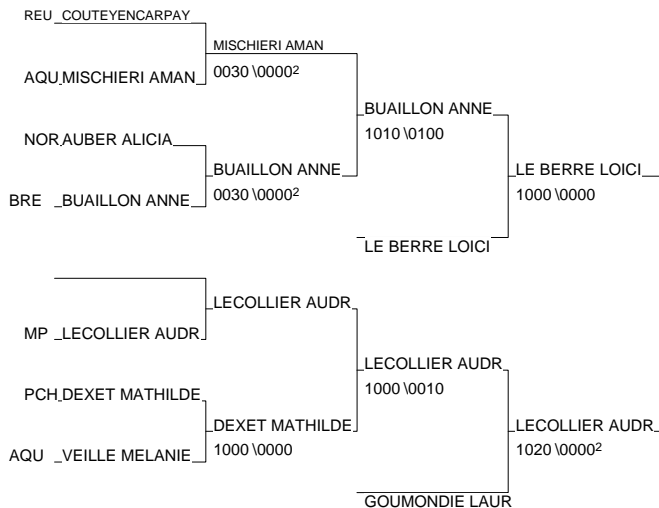 REU COUTEYENCARPAY
MISCHIERI AMAN
0030 \0000²
AQU MISCHIERI AMAN
BUAILLON ANNE
1010 \0100
NOR AUBER ALICIA
BUAILLON ANNE
0030 \0000²
LE BERRE LOICI
1000 \0000
BRE BUAILLON ANNE
LE BERRE LOICI
LECOLLIER AUDR
MP LECOLLIER AUDR
LECOLLIER AUDR
1000 \0010
PCH DEXET MATHILDE
DEXET MATHILDE
1000 \0000
LECOLLIER AUDR
1020 \0000²
AQU VEILLE MELANIE
GOUMONDIE LAUR